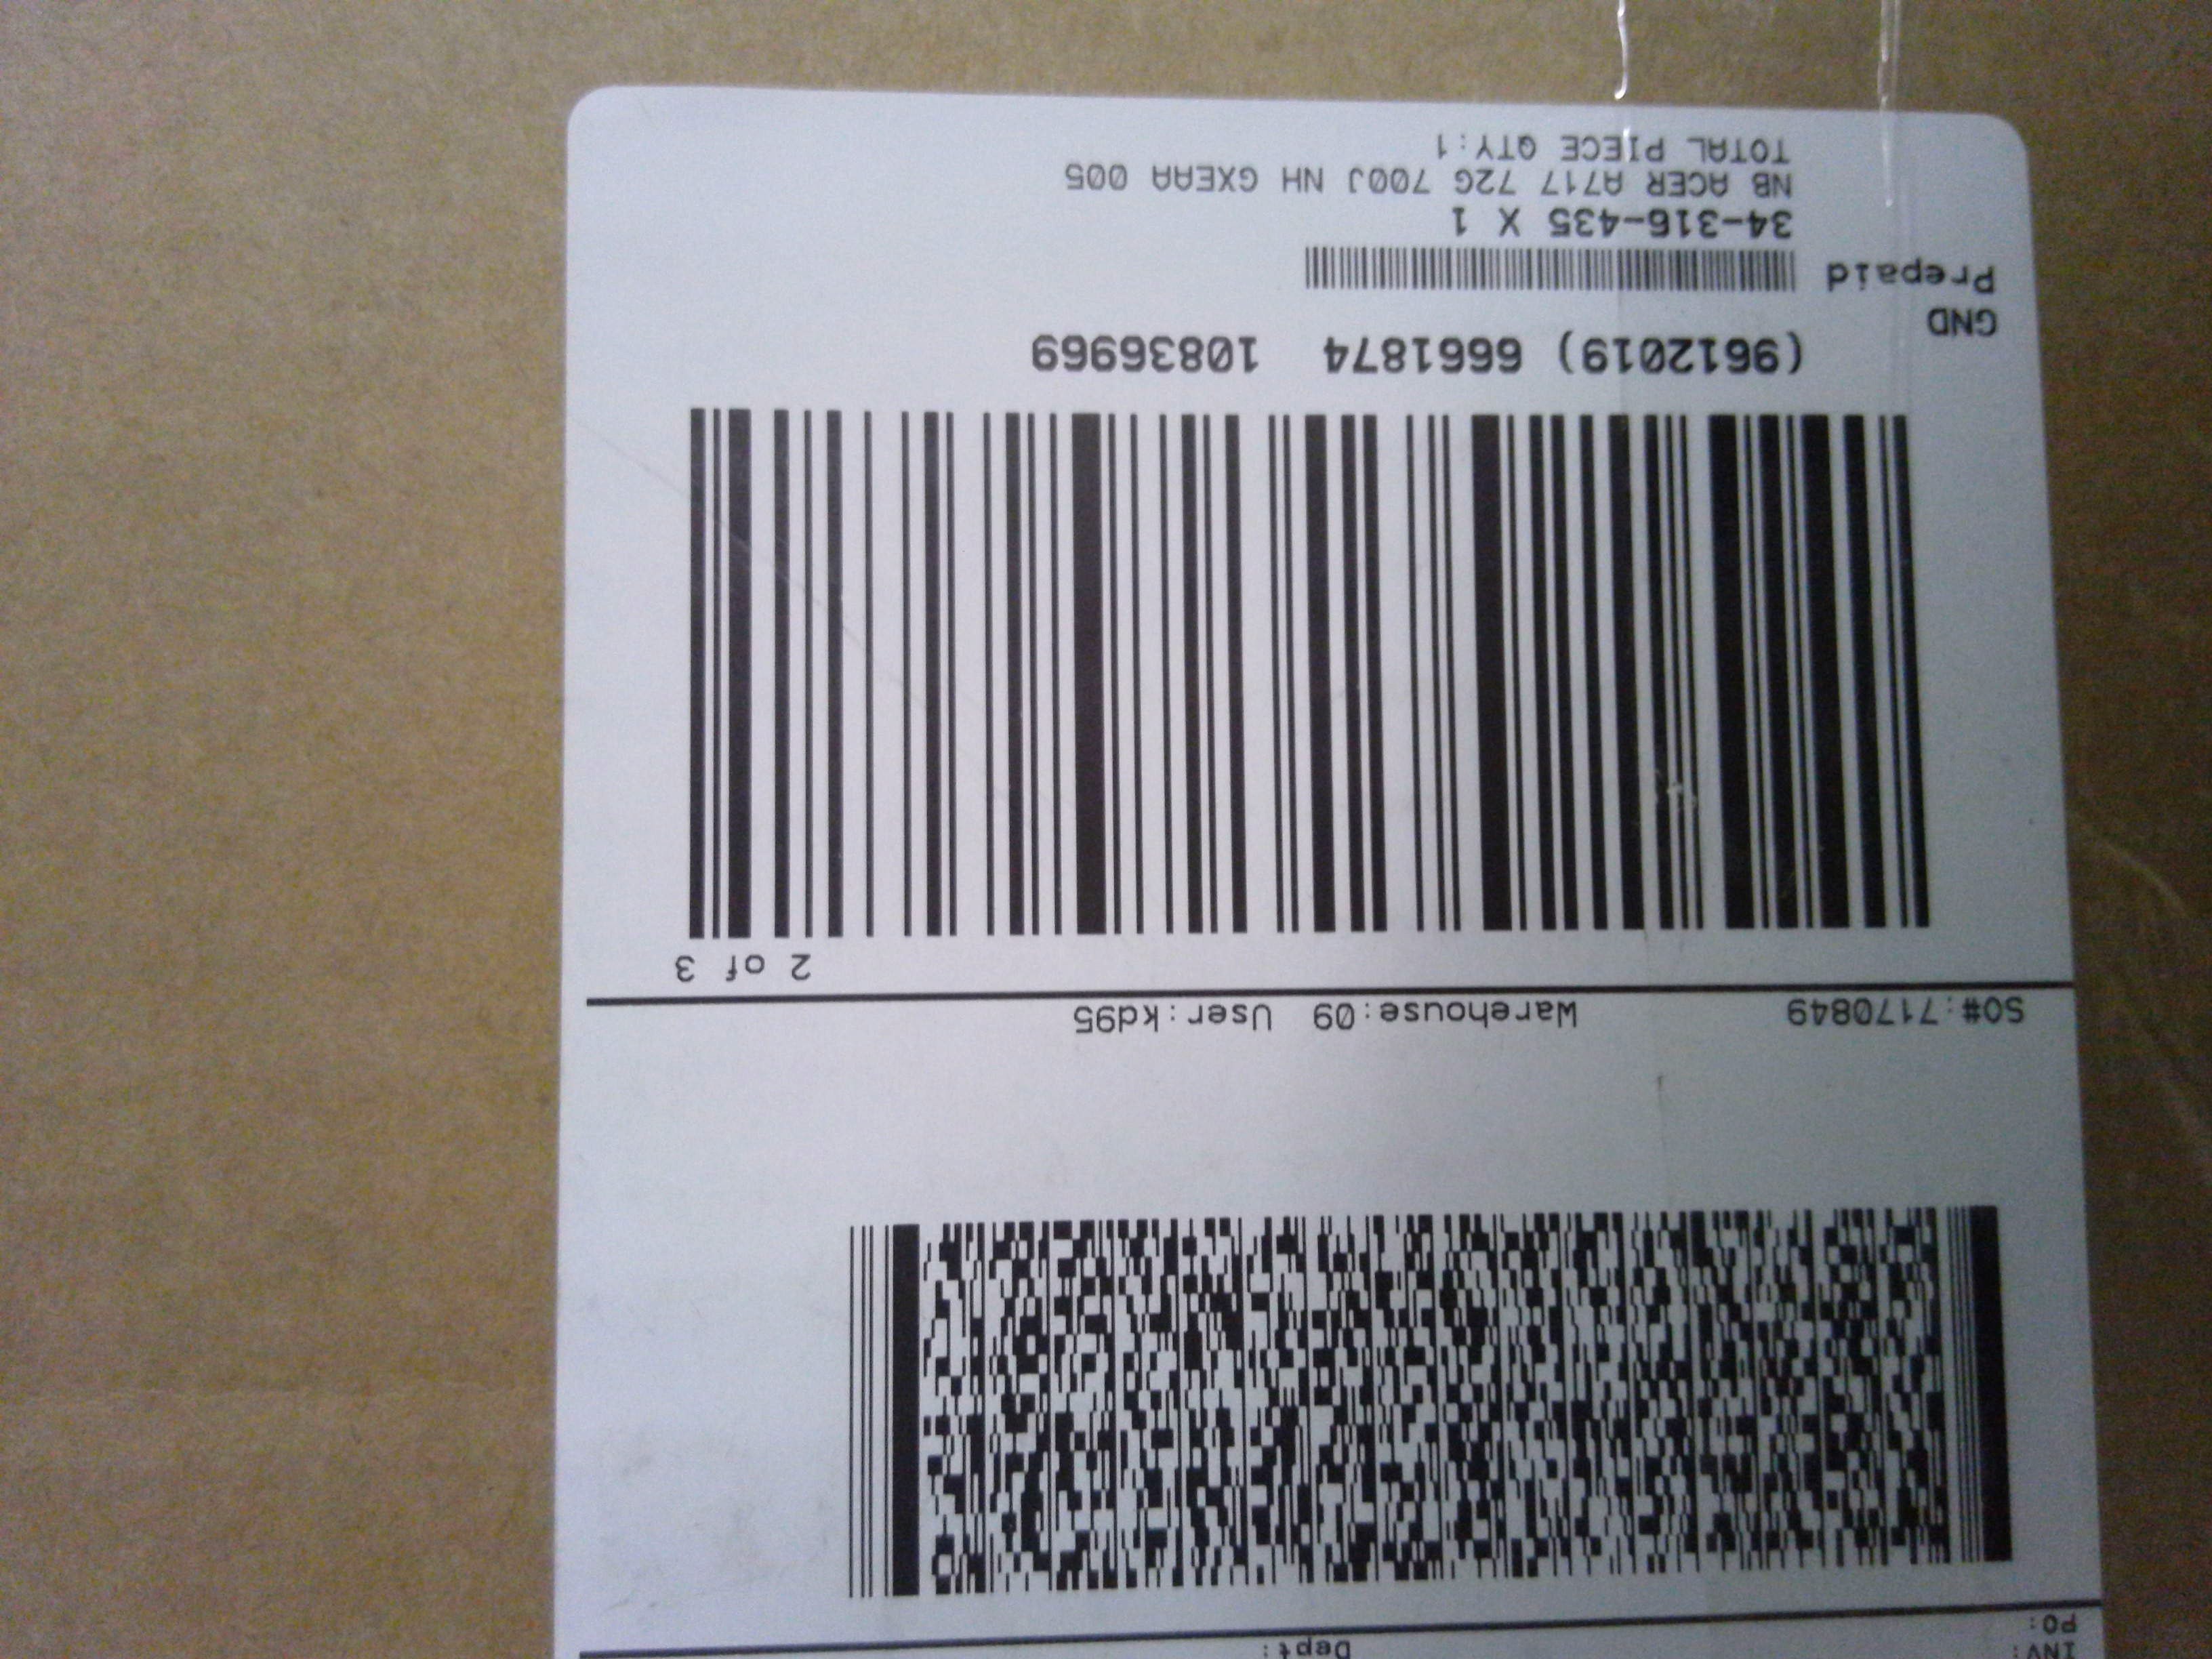 INV:
Dept:
PO:
SO#:7170849 Warehouse:09 User:kd95
2 of 3
(9612019) 6661874 10836969
GND
Prepaid
34-316-435 X 1
NB ACER A717 72G 700J NH GXEAA 005
TOTAL PIECE QTY:1